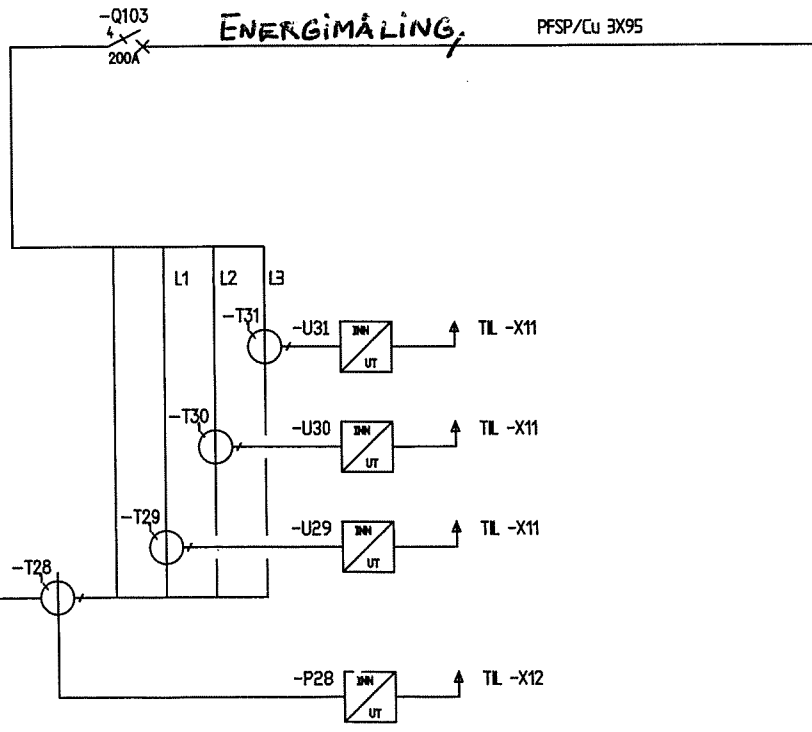 -Q103
4
200A
ENERGIMÅLING.
PFSP/Cu 3X95
L1
L2
L3
-T31
-U31
INN
UT
TIL -X11
-T30
-U30
INN
UT
TIL -X11
-T29
-U29
INN
UT
TIL -X11
-T28
-P28
INN
UT
TIL -X12